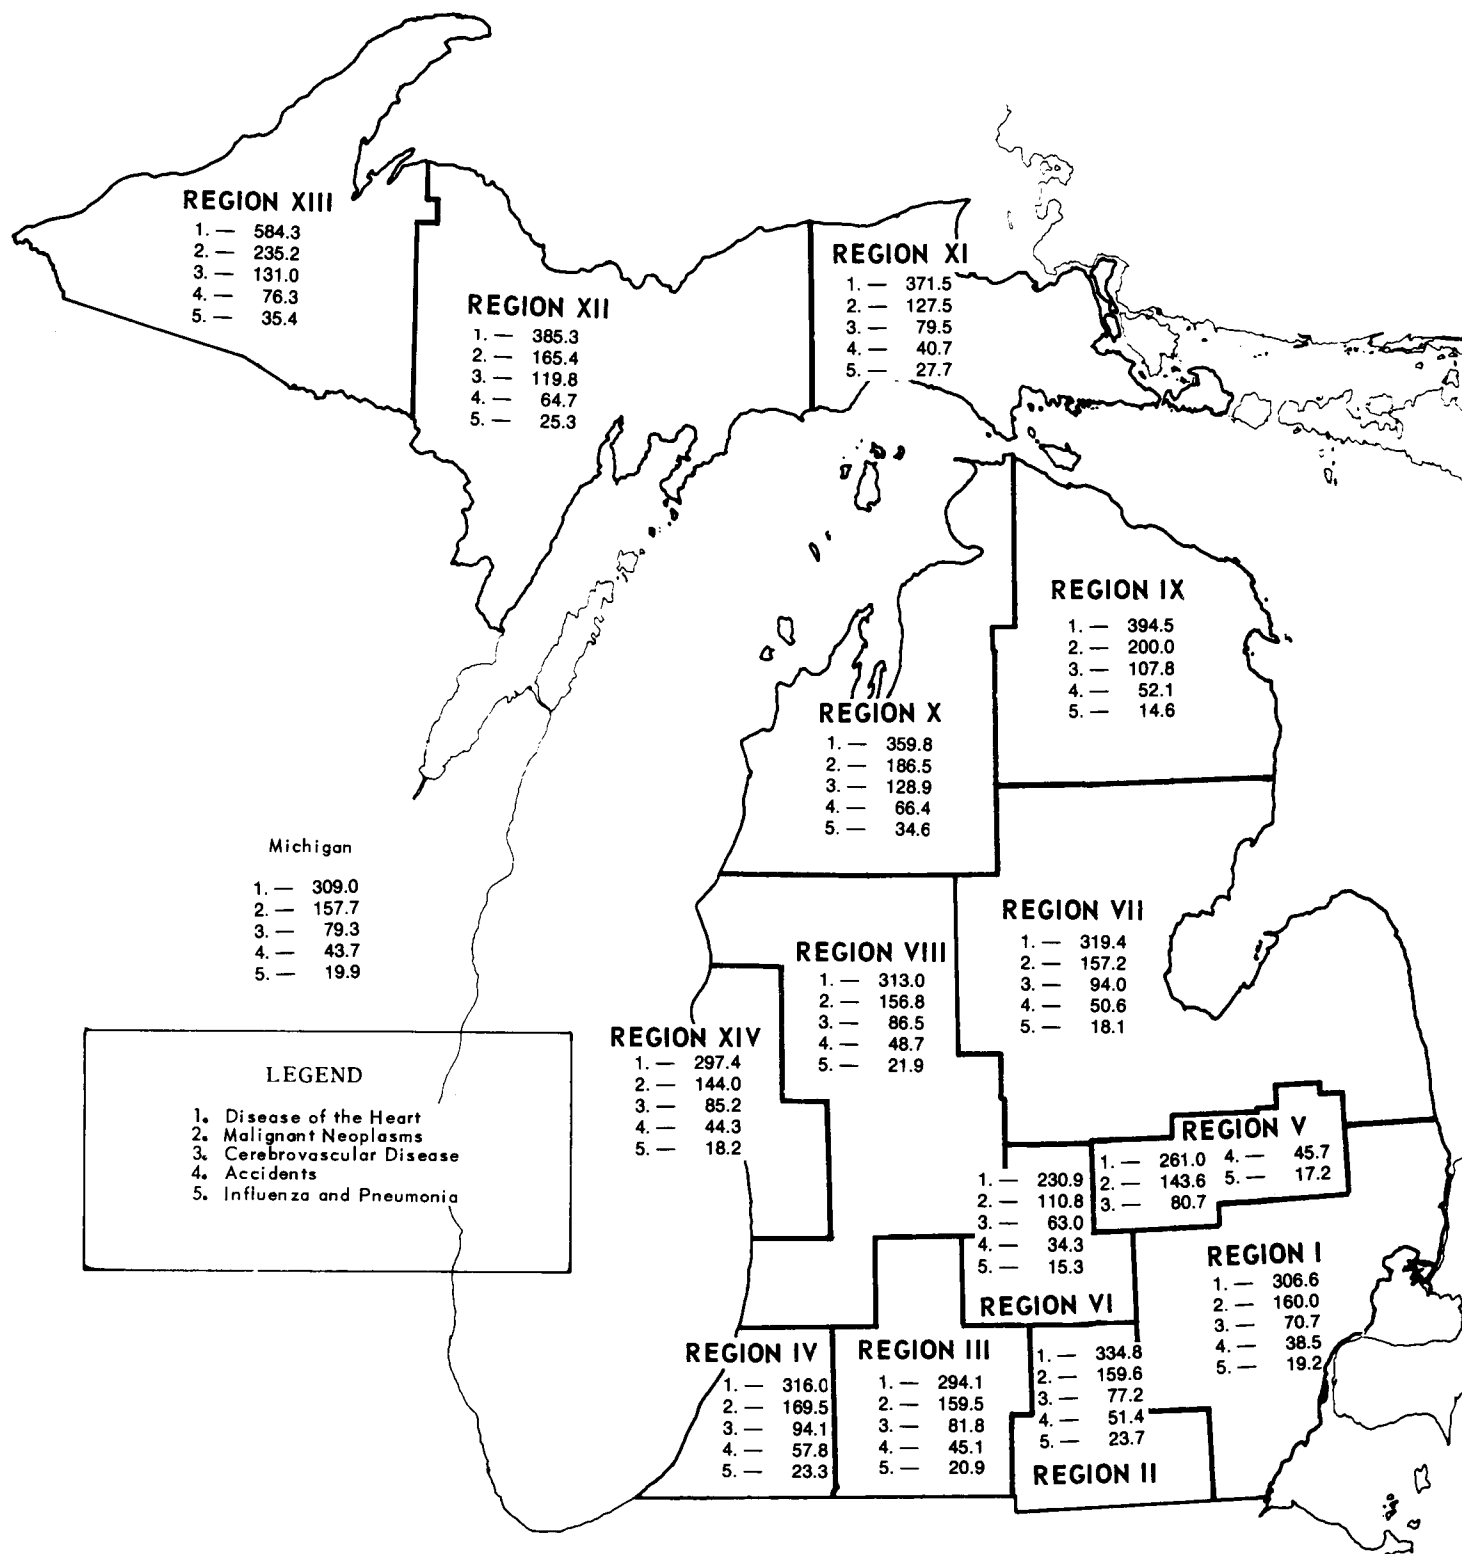 REGION XIII
1. — 584.3
2. — 235.2
3. — 131.0
4. — 76.3
5. — 35.4
REGION XII
1. — 385.3
2. — 165.4
3. — 119.8
4. — 64.7
5. — 25.3
REGION XI
1. — 371.5
2. — 127.5
3. — 79.5
4. — 40.7
5. — 27.7
REGION IX
1. — 394.5
2. — 200.0
3. — 107.8
4. — 52.1
5. — 14.6
REGION X
1. — 359.8
2. — 186.5
3. — 128.9
4. — 66.4
5. — 34.6
Michigan
1. — 309.0
2. — 157.7
3. — 79.3
4. — 43.7
5. — 19.9
REGION VII
1. — 319.4
2. — 157.2
3. — 94.0
4. — 50.6
5. — 18.1
REGION VIII
1. — 313.0
2. — 156.8
3. — 86.5
4. — 48.7
5. — 21.9
REGION XIV
1. — 297.4
2. — 144.0
3. — 85.2
4. — 44.3
5. — 18.2
LEGEND
1. Disease of the Heart
2. Malignant Neoplasms
3. Cerebrovascular Disease
4. Accidents
5. Influenza and Pneumonia
REGION V
1. — 261.0 4. — 45.7
2. — 143.6 5. — 17.2
3. — 80.7
1. — 230.9
2. — 110.8
3. — 63.0
4. — 34.3
5. — 15.3
REGION VI
REGION I
1. — 306.6
2. — 160.0
3. — 70.7
4. — 38.5
5. — 19.2
REGION IV
1. — 316.0
2. — 169.5
3. — 94.1
4. — 57.8
5. — 23.3
REGION III
1. — 294.1
2. — 159.5
3. — 81.8
4. — 45.1
5. — 20.9
1. — 334.8
2. — 159.6
3. — 77.2
4. — 51.4
5. — 23.7
REGION II